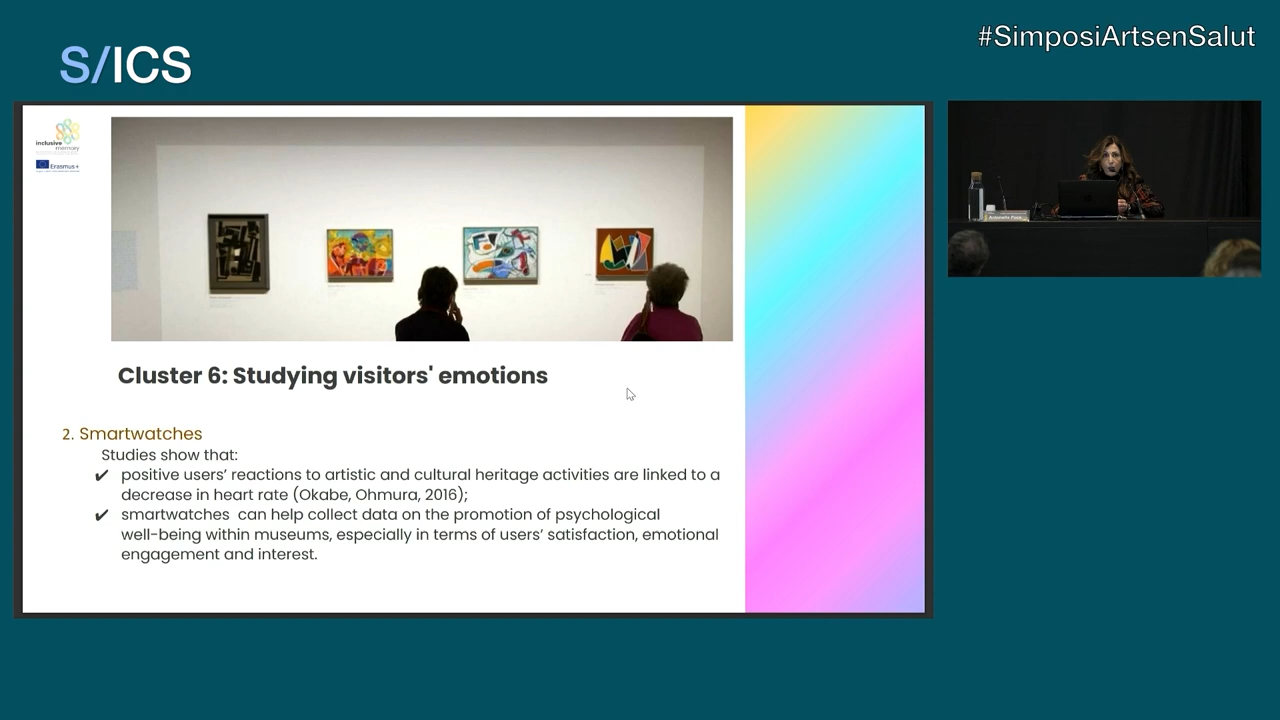 #SimposiArtsenSalut
S/ICS
inclusive
memory
Erasmus+
Cluster 6: Studying visitors' emotions
2. Smartwatches
Studies show that:
✔ positive users’ reactions to artistic and cultural heritage activities are linked to a
decrease in heart rate (Okabe, Ohmura, 2016);
✔ smartwatches can help collect data on the promotion of psychological
well-being within museums, especially in terms of users’ satisfaction, emotional
engagement and interest.